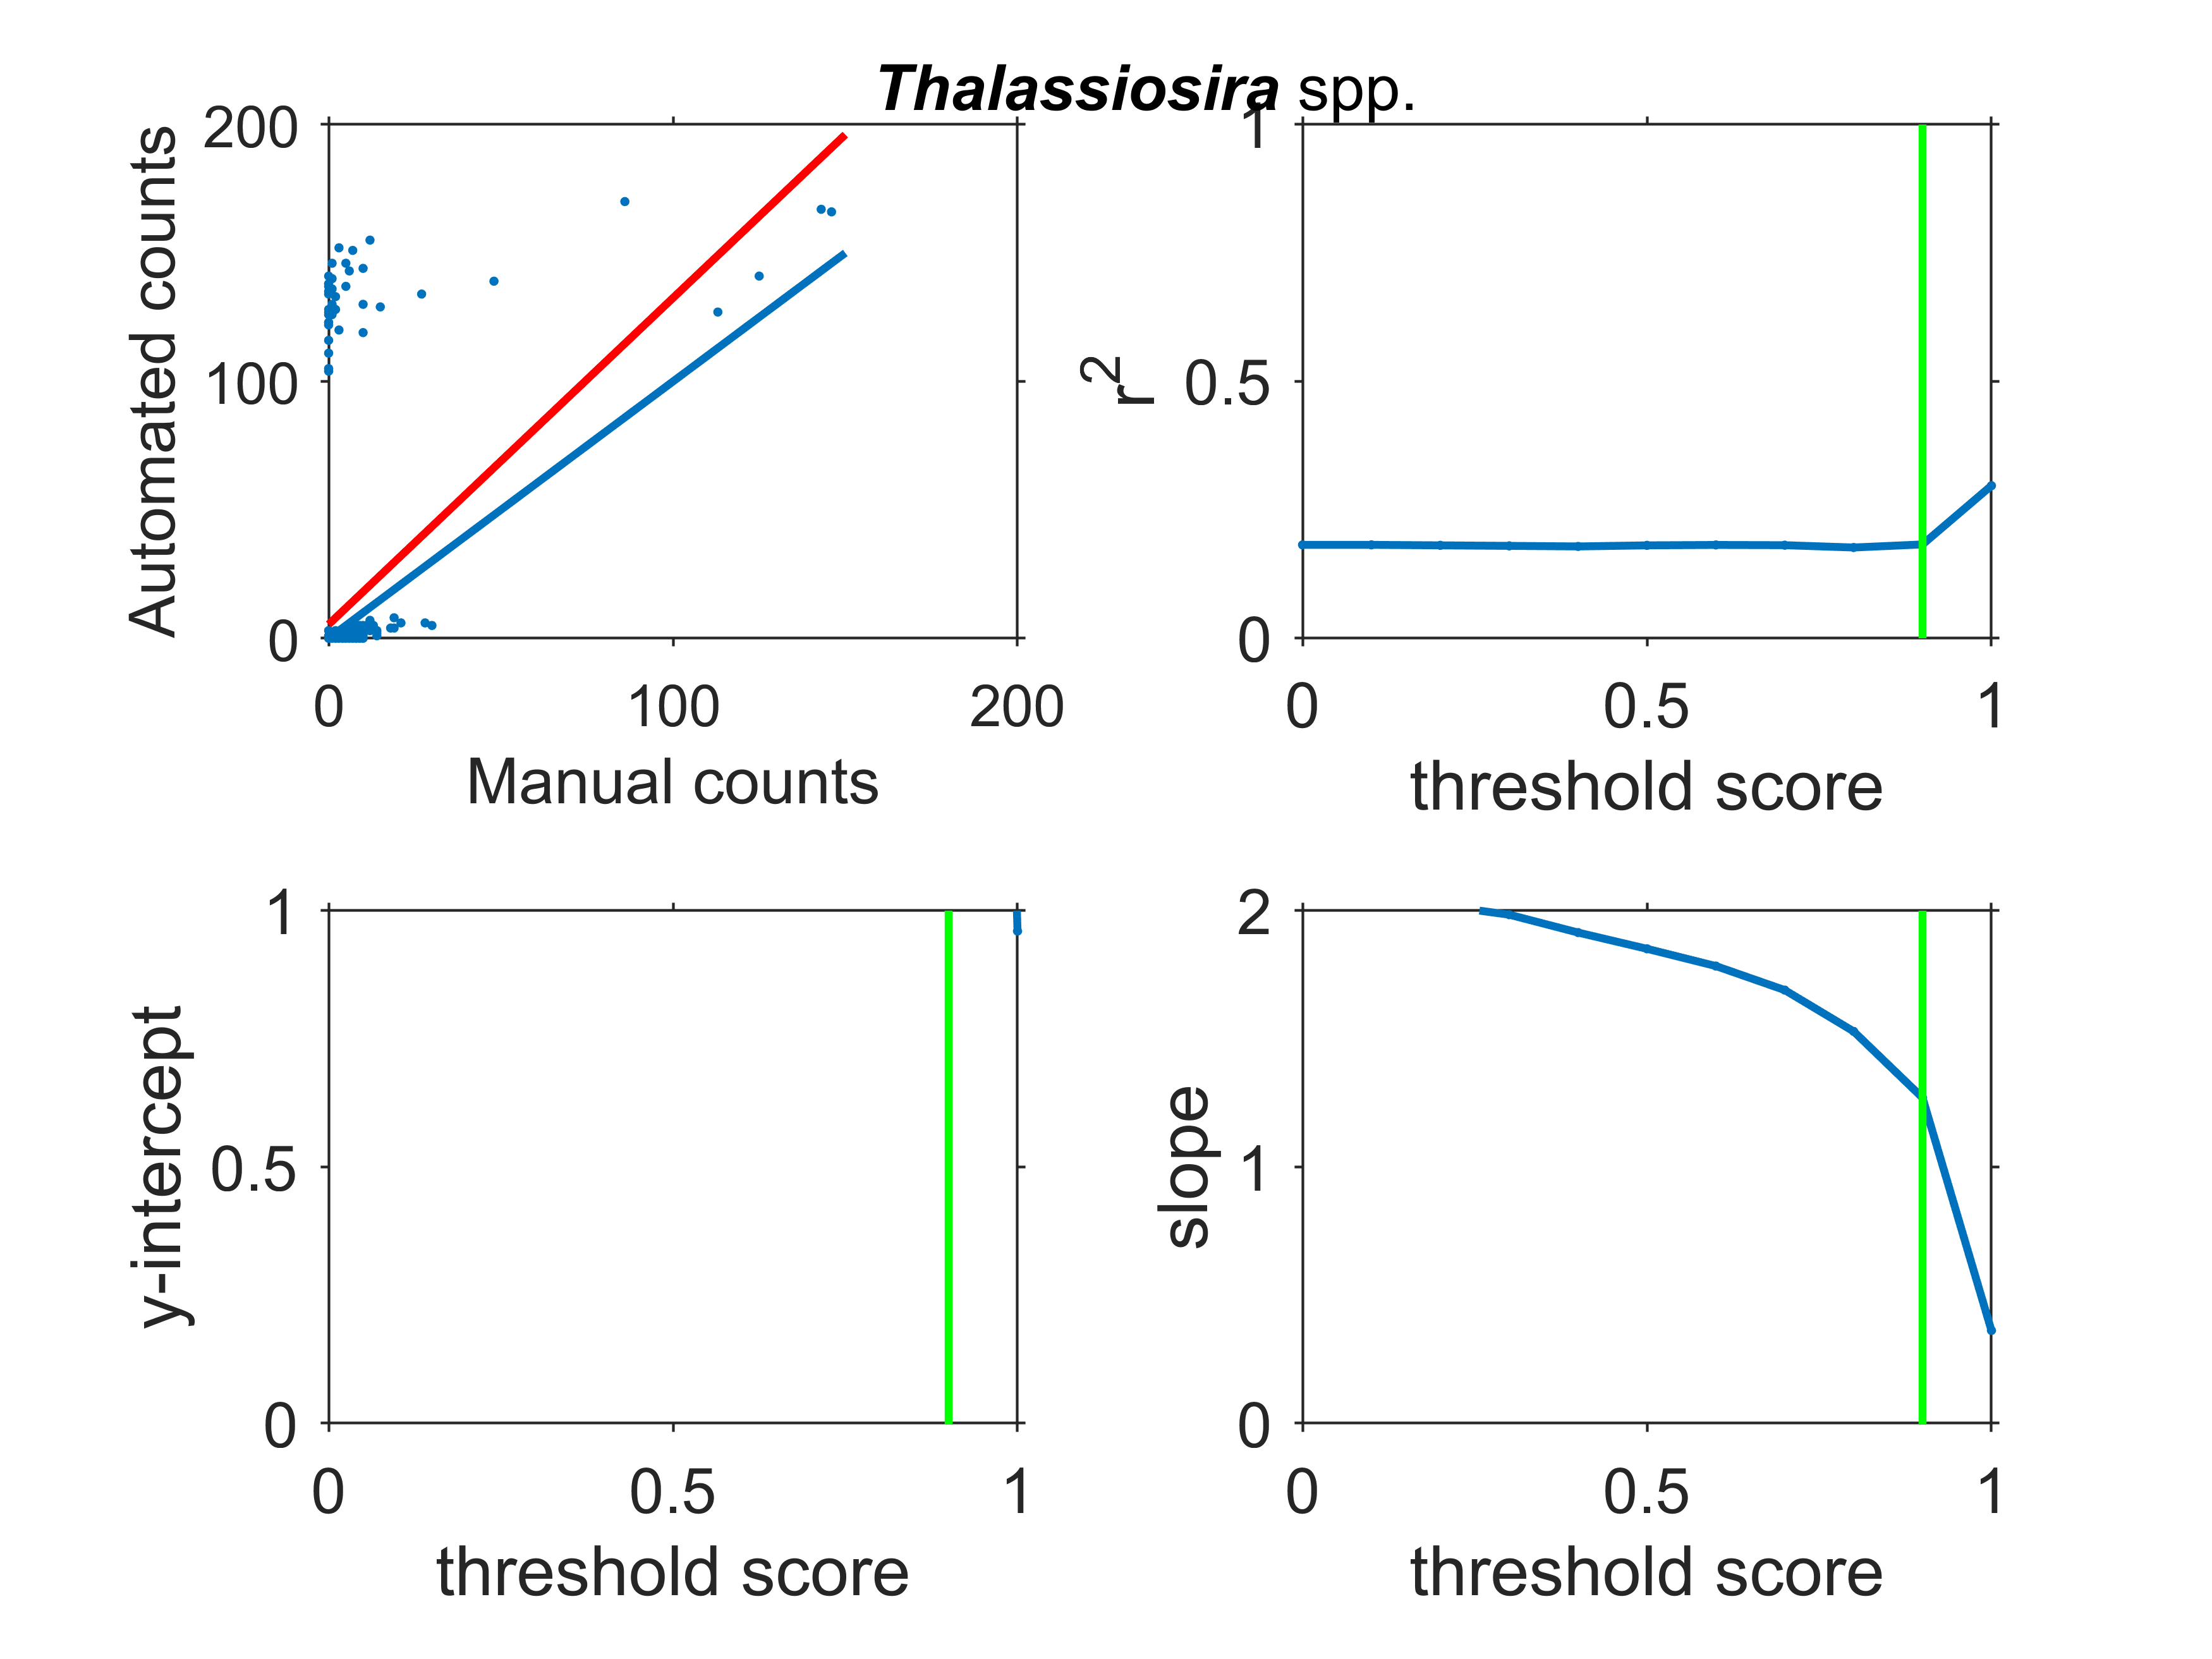 Thalassiosira spp.
200
100
0
Automated counts
0 100 200
Manual counts
1
0.5
0
r2
0 0.5 1
threshold score
1
0.5
0
y-intercept
0 0.5 1
threshold score
2
1
0
slope
0 0.5 1
threshold score